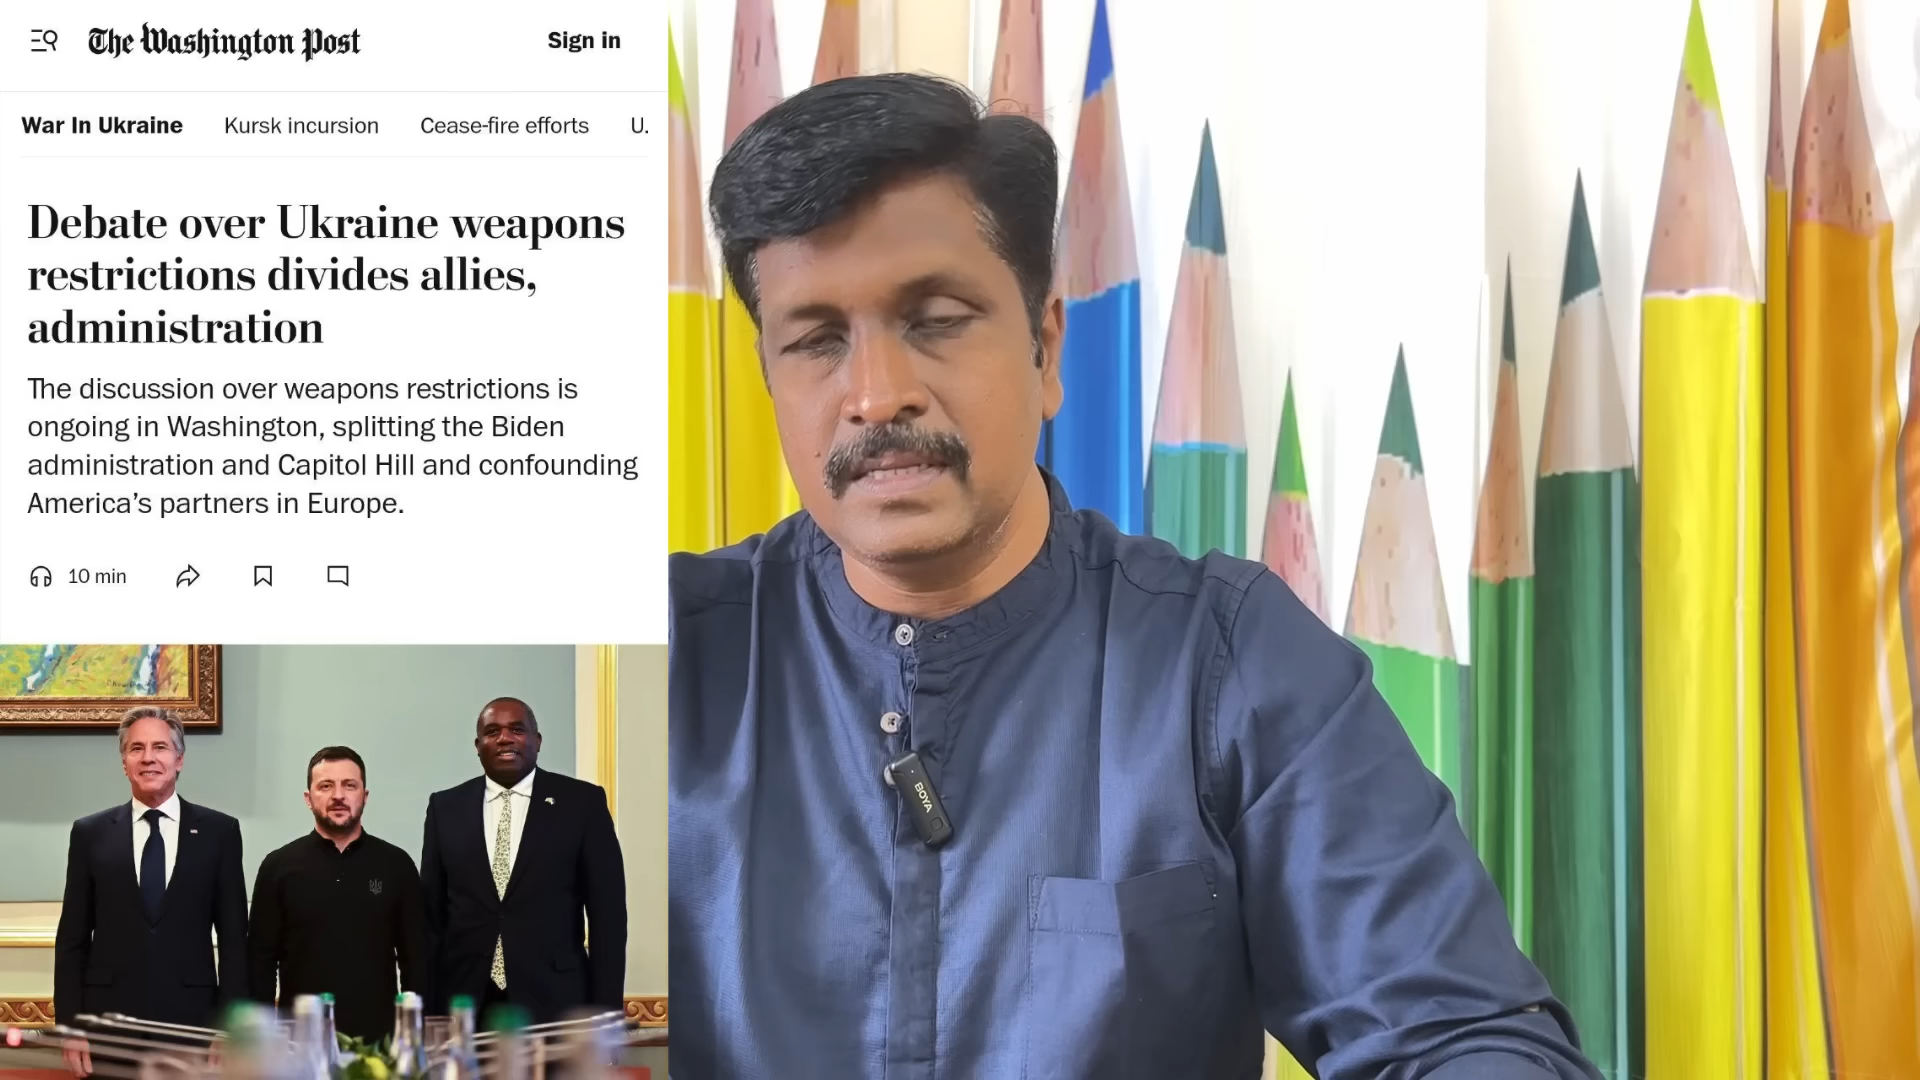 The Washington Post
Sign in
War In Ukraine Kursk incursion Cease-fire efforts U.
Debate over Ukraine weapons
restrictions divides allies,
administration
The discussion over weapons restrictions is
ongoing in Washington, splitting the Biden
administration and Capitol Hill and confounding
America's partners in Europe.
10 min
BOYA